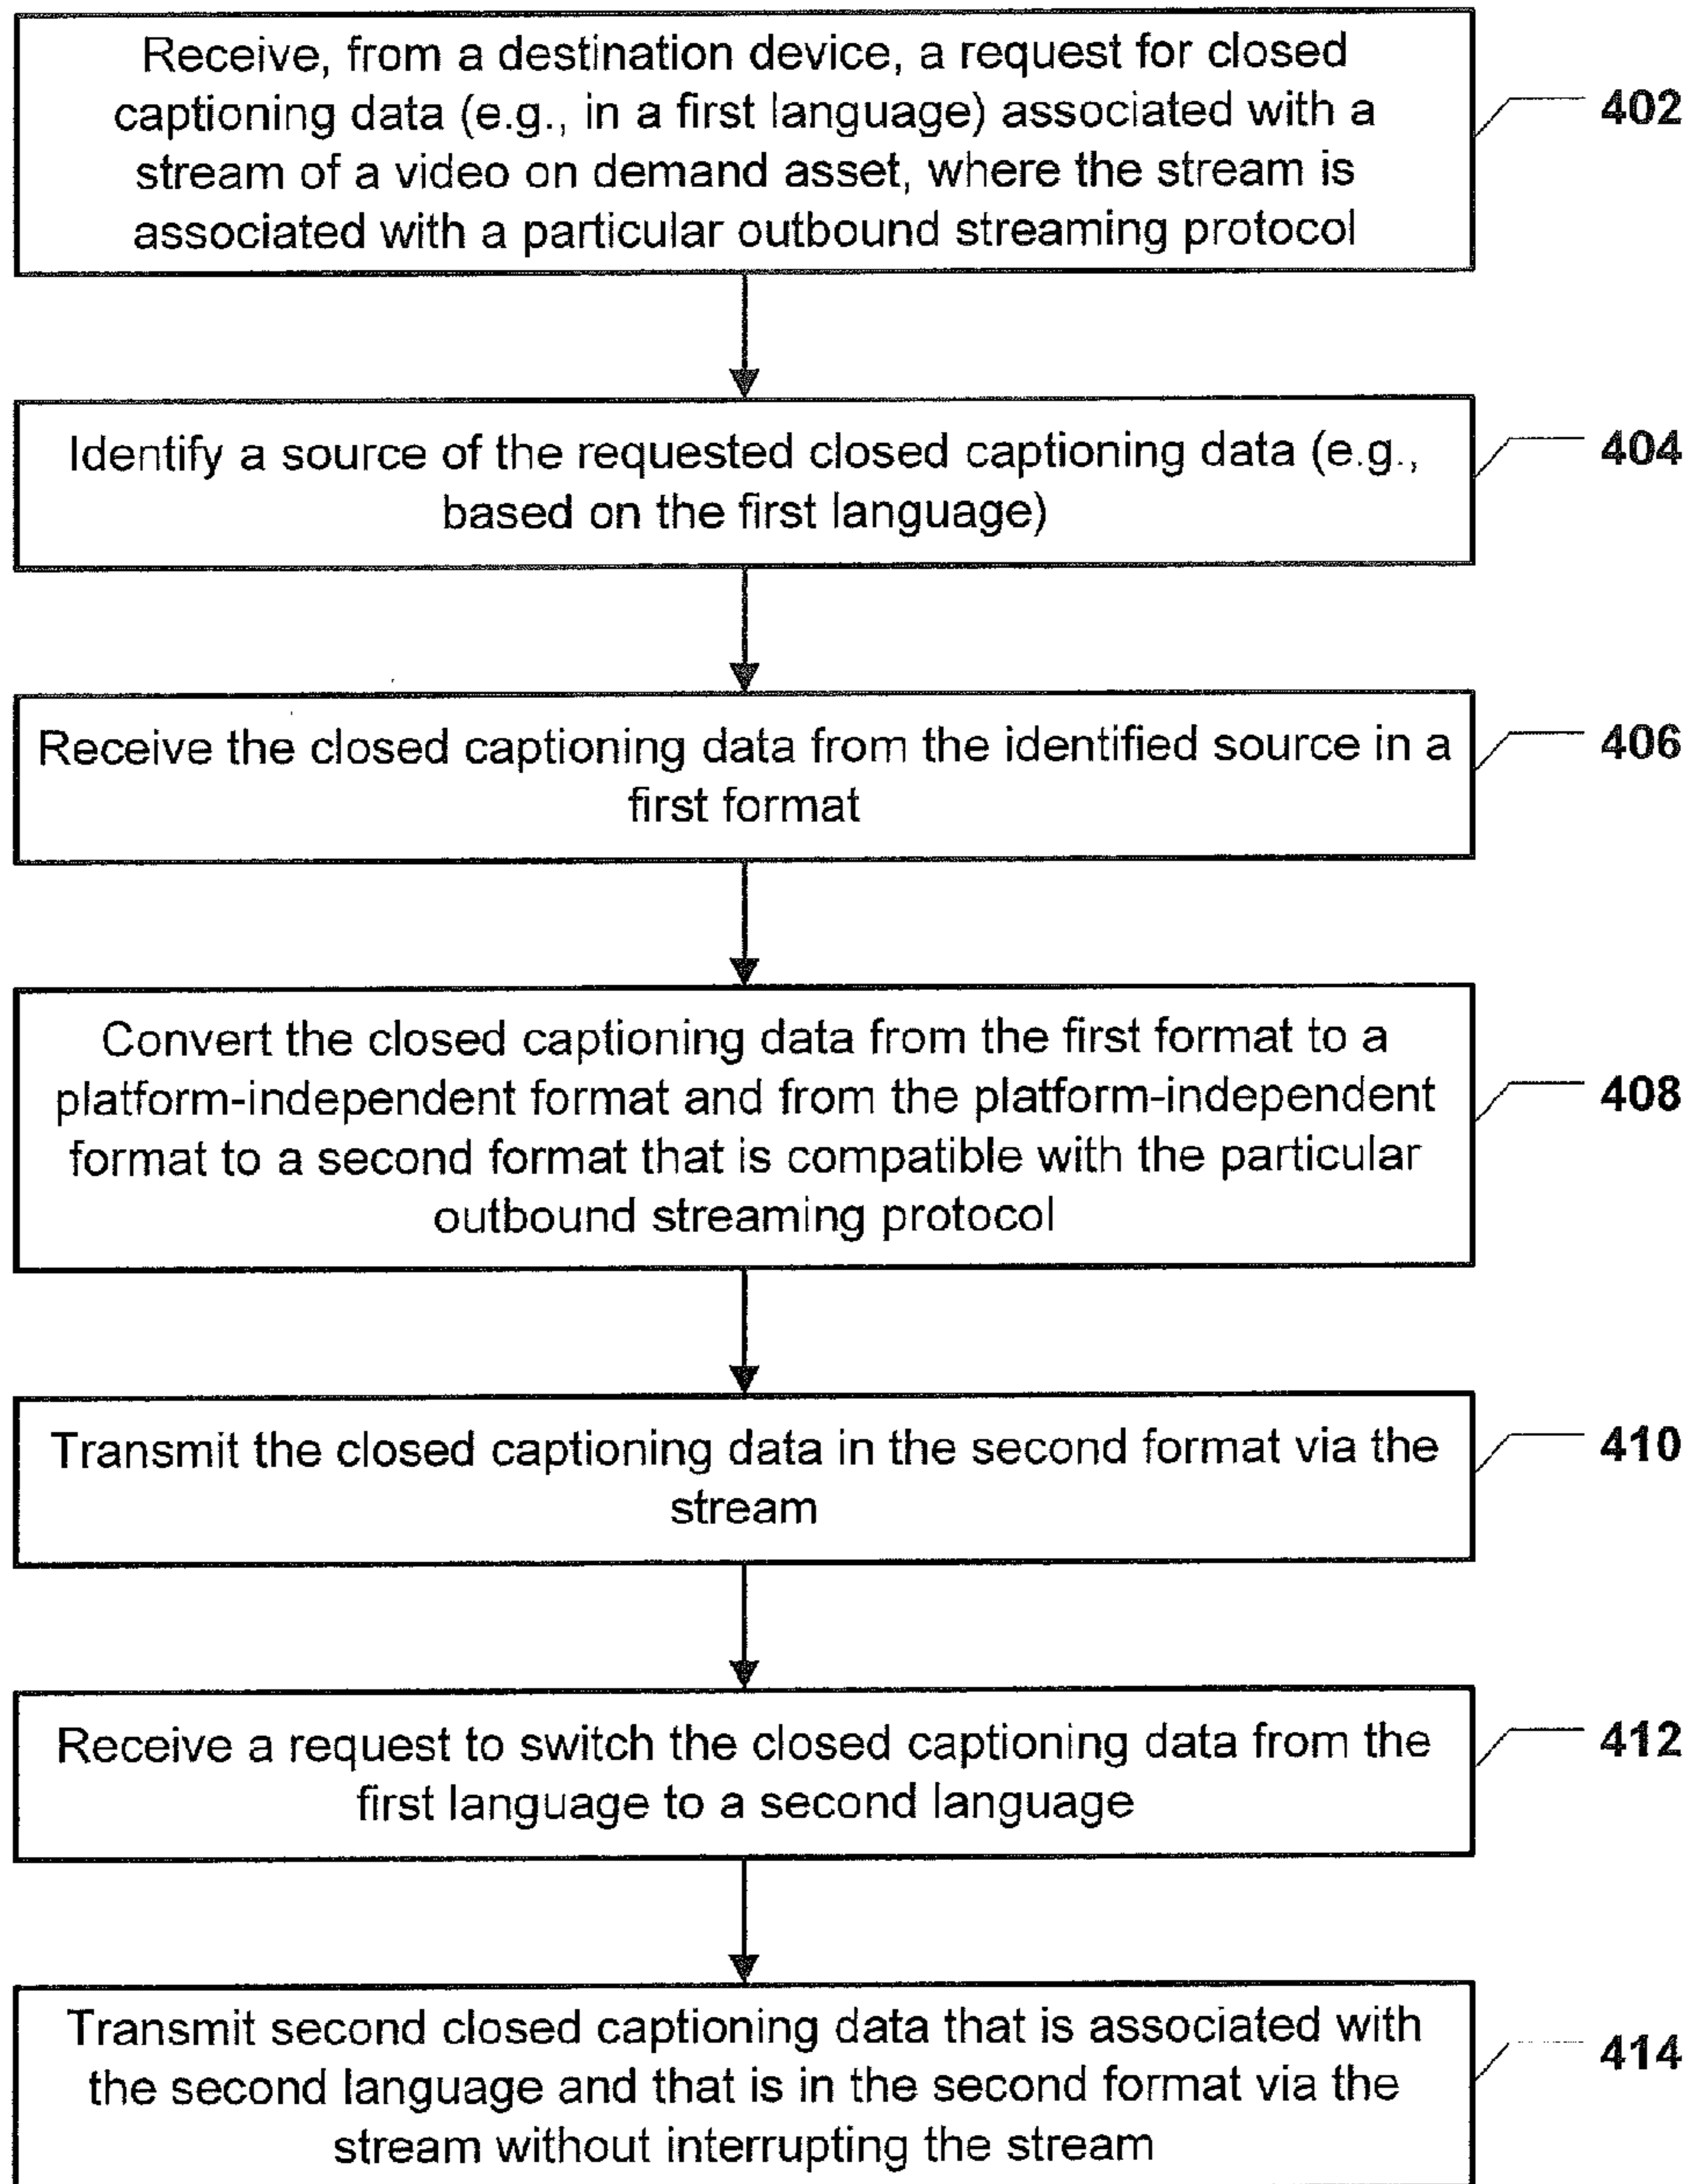 Receive, from a destination device, a request for closed
captioning data (e.g., in a first language) associated with a
stream of a video on demand asset, where the stream is
associated with a particular outbound streaming protocol
402
Identify a source of the requested closed captioning data (e.g.,
based on the first language)
404
Receive the closed captioning data from the identified source in a
first format
406
Convert the closed captioning data from the first format to a
platform-independent format and from the platform-independent
format to a second format that is compatible with the particular
outbound streaming protocol
408
Transmit the closed captioning data in the second format via the
stream
410
Receive a request to switch the closed captioning data from the
first language to a second language
412
Transmit second closed captioning data that is associated with
the second language and that is in the second format via the
stream without interrupting the stream
414